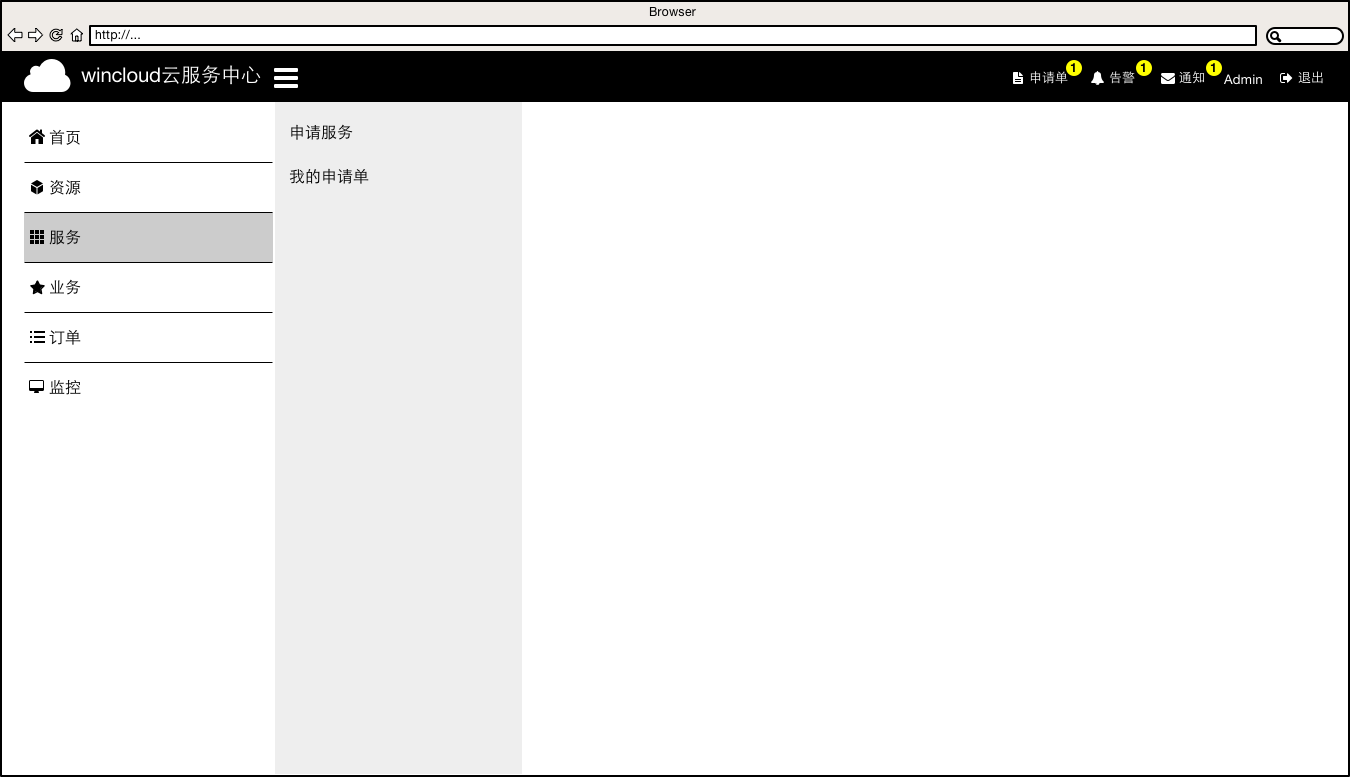 Browser
http://...
wincloud云服务中心
申请单 1
告警 1
通知 1
Admin
退出
首页
资源
服务
业务
订单
监控
申请服务
我的申请单